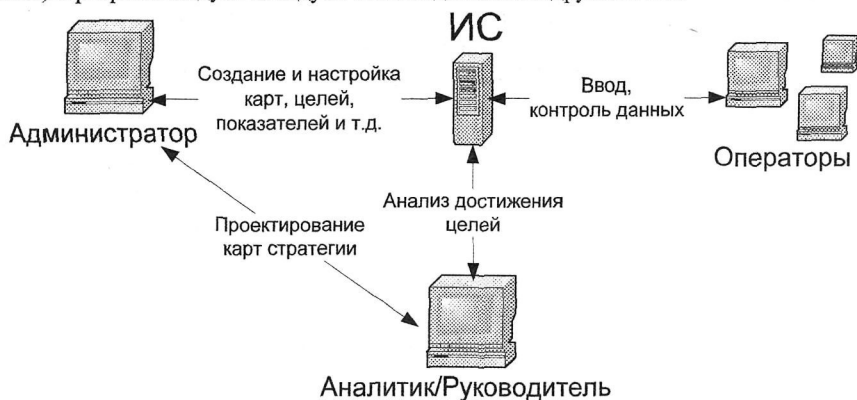 ИС
Создание и настройка
карт, целей,
показателей и т.д.
Ввод,
контроль данных
Администратор
Операторы
Анализ достижения
целей
Проектирование
карт стратегии
Аналитик/Руководитель